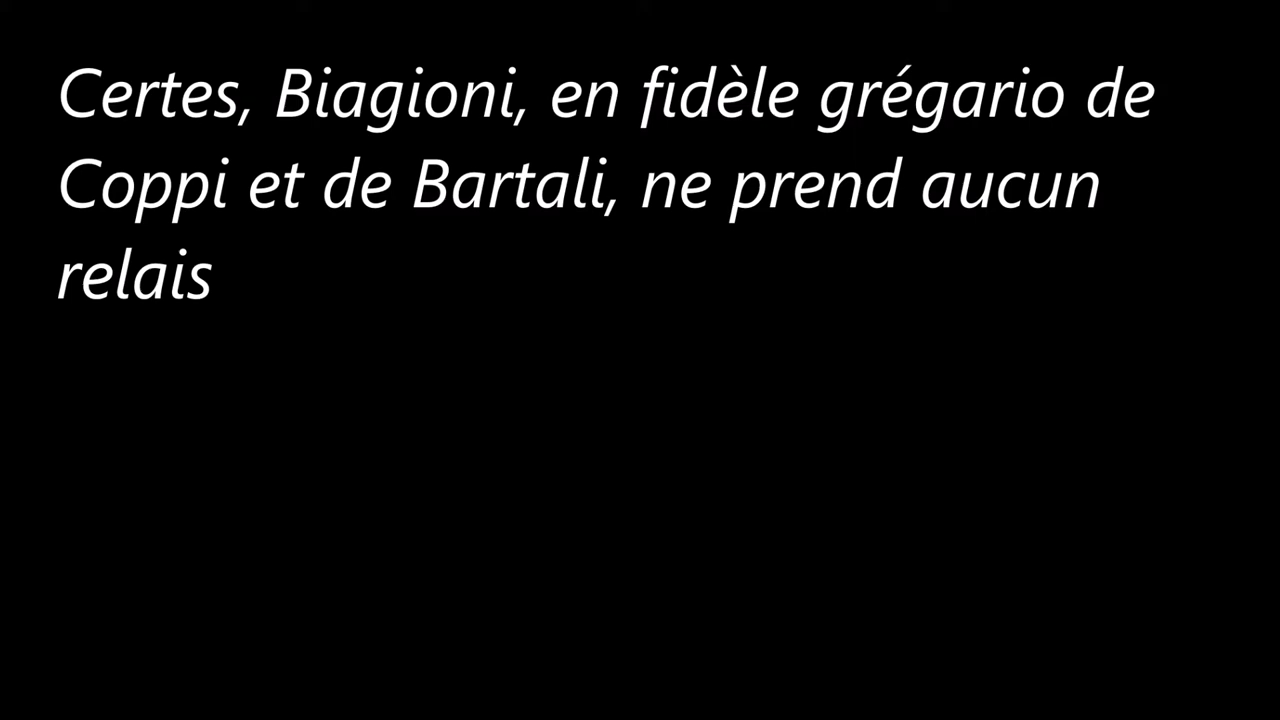 Certes, Biagioni, en fidèle grégario de
Coppi et de Bartali, ne prend aucun
relais